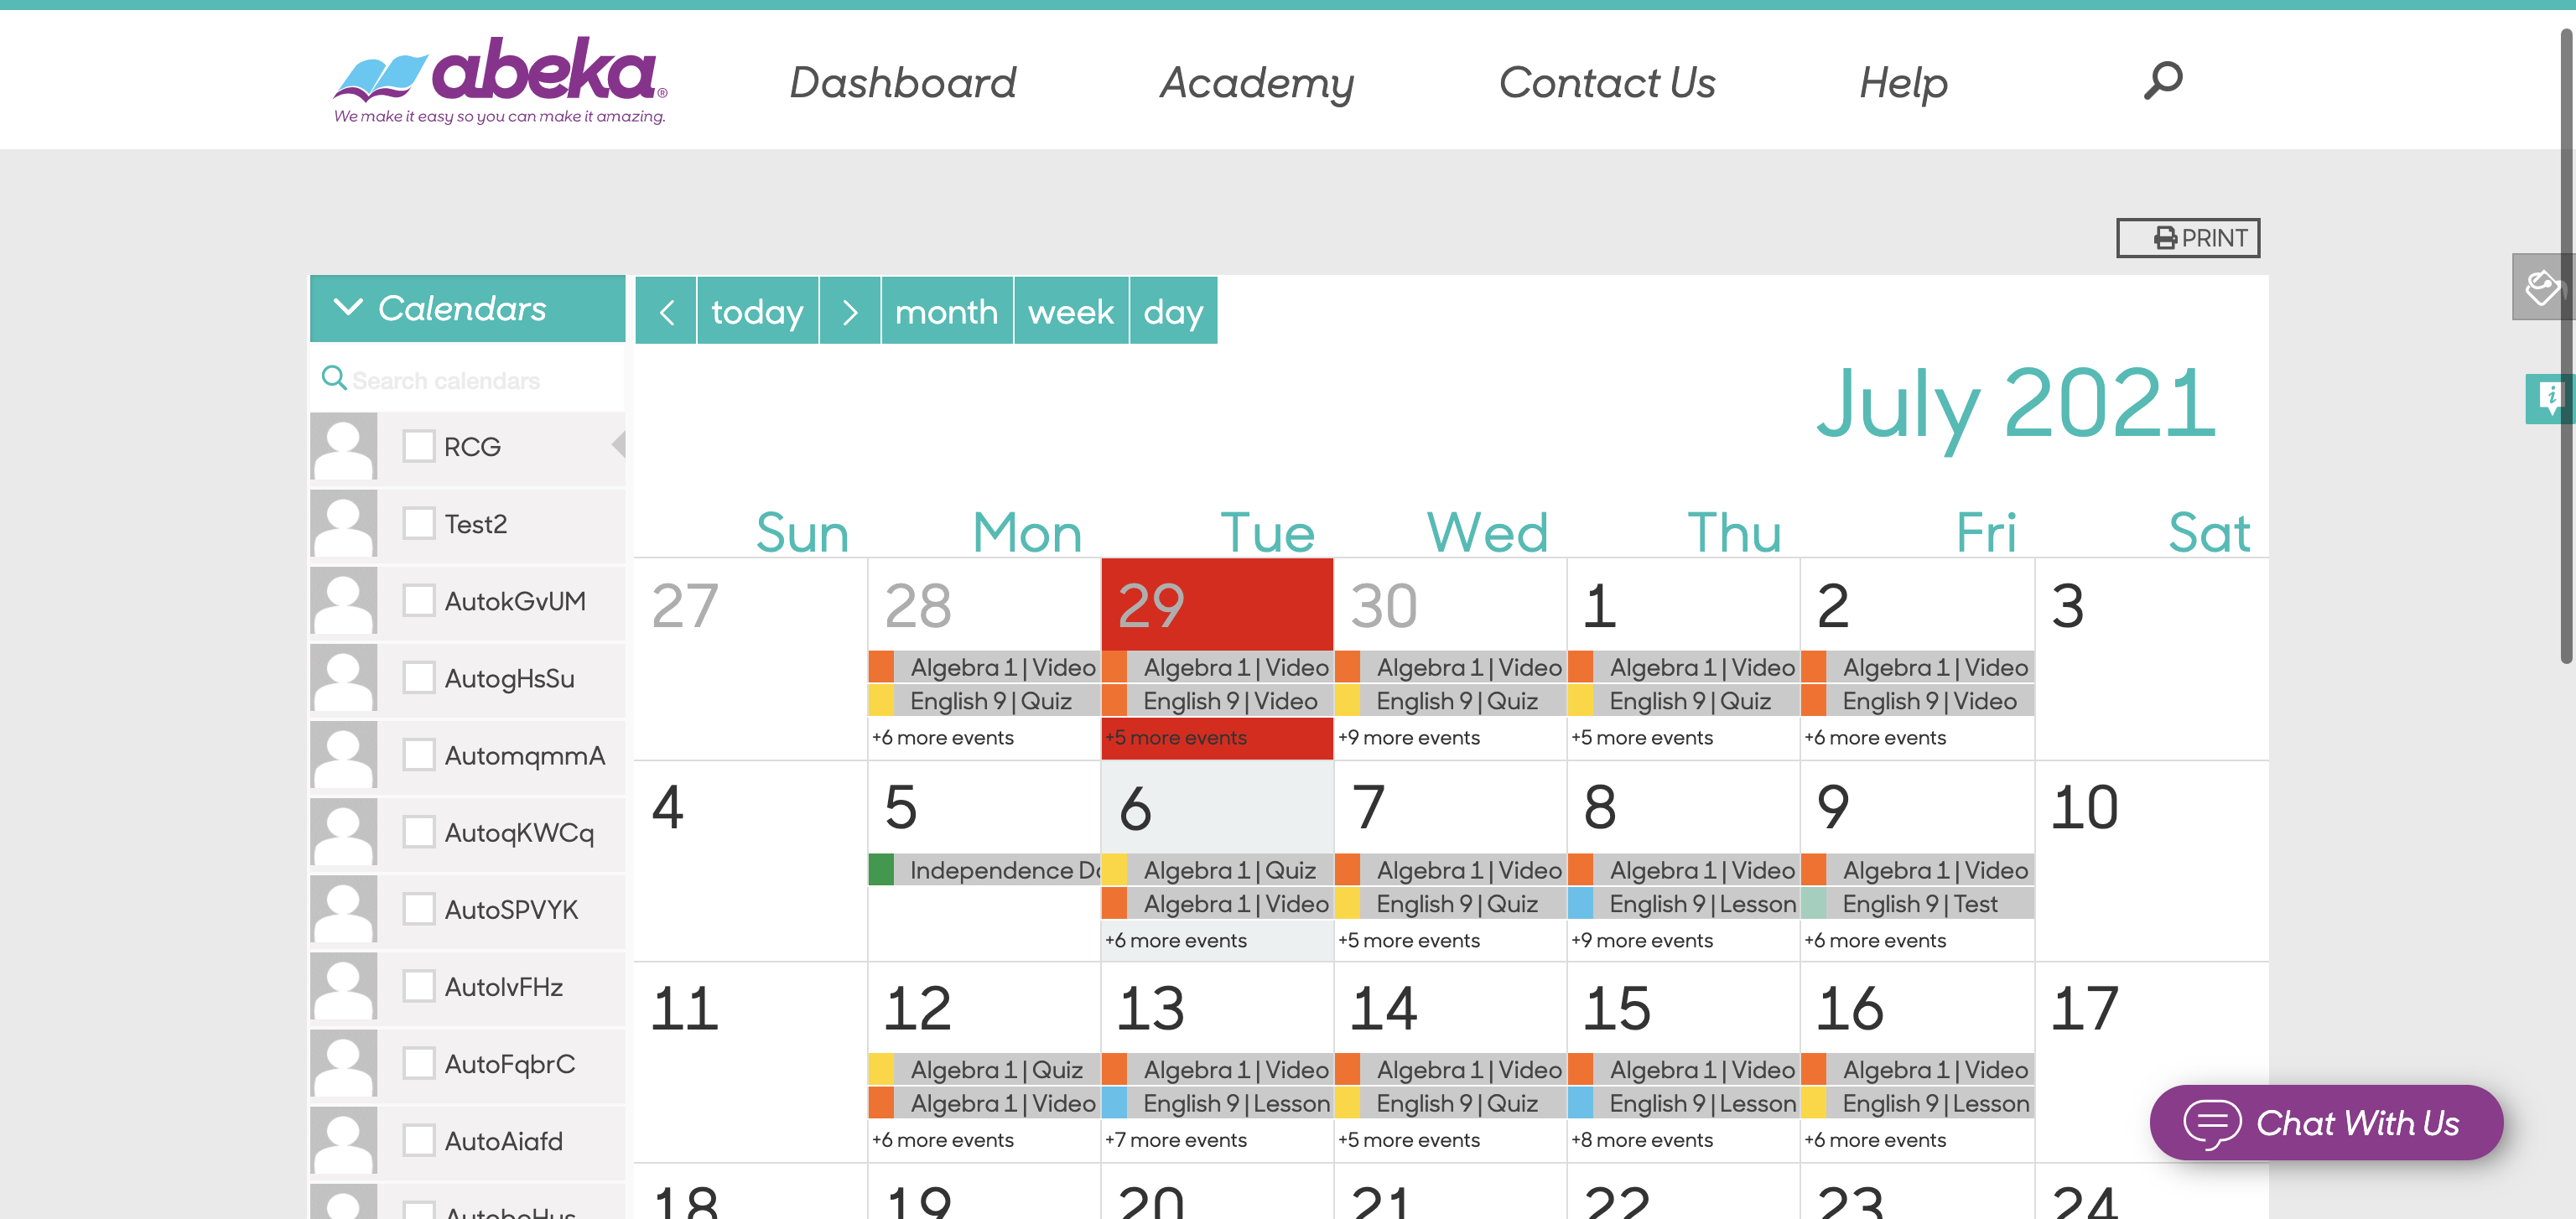 abeka®
We make it easy so you can make it amazing.
Dashboard Academy Contact Us Help
PRINT
Calendars
Search calendars
RCG
Test2
AutokGvUM
AutogHsSu
AutomqmmA
AutoqKWCq
AutoSPVYK
AutoFqbrC
AutoAiafd
< today > month week day
July 2021
Sun Mon Tue Wed Thu Fri Sat
27 28 29 30 1 2 3
Algebra 1 | Video Algebra 1 | Video Algebra 1 | Video Algebra 1 | Video Algebra 1 | Video
English 9 | Quiz English 9 | Video English 9 | Quiz English 9 | Quiz English 9 | Video
+6 more events +5 more events +9 more events +5 more events +6 more events
4 5 6 7 8 9 10
Independence Algebra 1 | Quiz Algebra 1 | Video Algebra 1 | Video Algebra 1 | Video
Algebra 1 | Video English 9 | Quiz English 9 | Lesson English 9 | Test
+6 more events +5 more events +9 more events +6 more events
11 12 13 14 15 16 17
Algebra 1 | Quiz Algebra 1 | Video Algebra 1 | Video Algebra 1 | Video Algebra 1 | Video
Algebra 1 | Video English 9 | Lesson English 9 | Quiz English 9 | Lesson English 9 | Lesson
+6 more events +7 more events +5 more events +8 more events +6 more events
18 19 20 21 22 23 24
Chat With Us